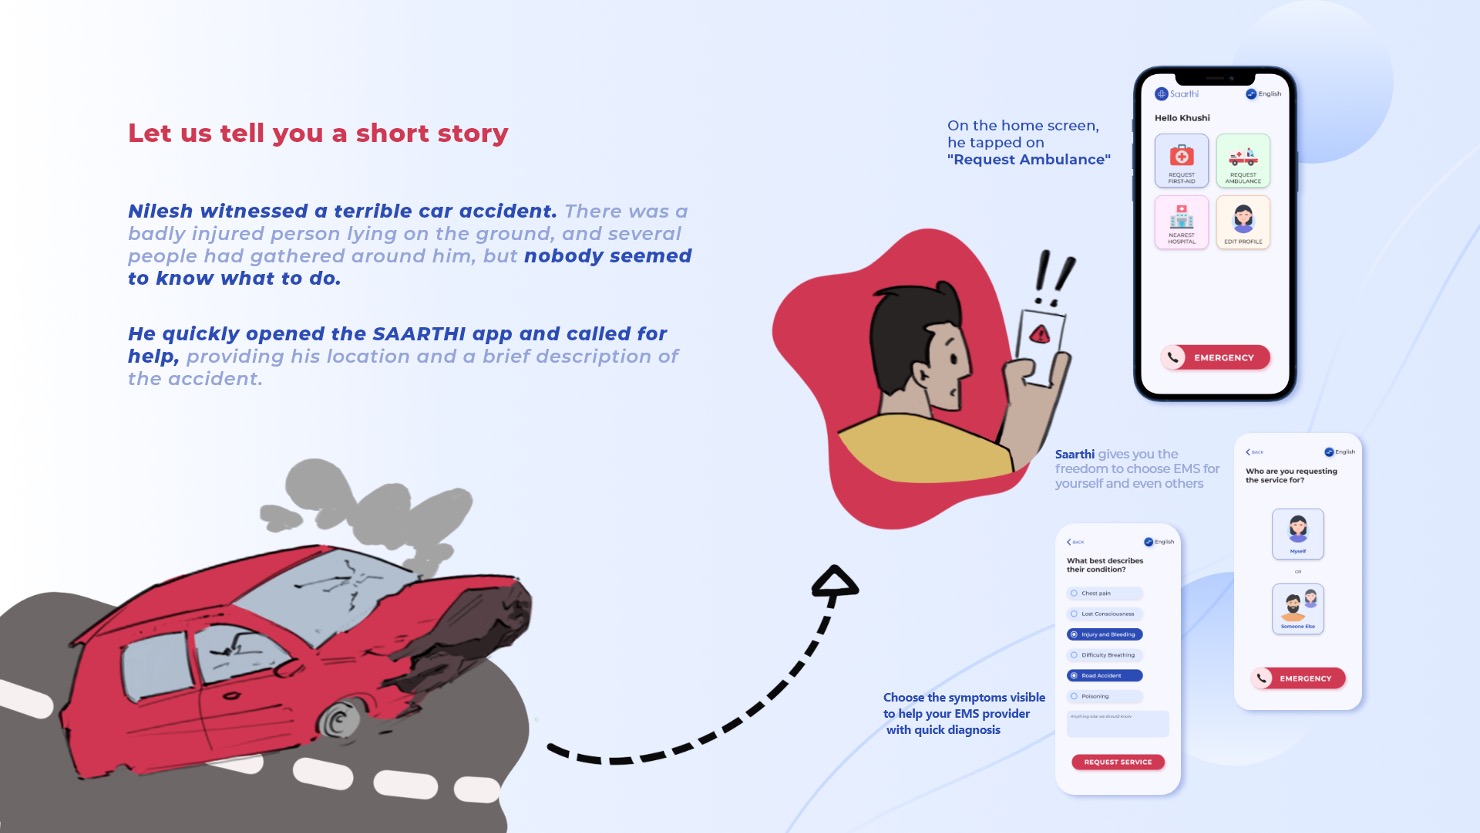 Let us tell you a short story
Nilesh witnessed a terrible car accident. There was a
badly injured person lying on the ground, and several
people had gathered around him, but nobody seemed
to know what to do.
He quickly opened the SAARTHI app and called for
help, providing his location and a brief description of
the accident.
On the home screen,
he tapped on
"Request Ambulance"
Saarthi
English
Hello Khushi
REQUEST
FIRST-AID
REQUEST
AMBULANCE
NEAREST
HOSPITAL
EDIT PROFILE
EMERGENCY
Saarthi gives you the
freedom to choose EMS for
yourself and even others
BACK
English
Who are you requesting
the service for?
Myself
OR
Someone Else
EMERGENCY
Choose the symptoms visible
to help your EMS provider
with quick diagnosis
BACK
English
What best describes
their condition?
Chest pain
Lost Consciousness
Injury and Bleeding
Difficulty Breathing
Road Accident
Poisoning
Anything else we should know
REQUEST SERVICE